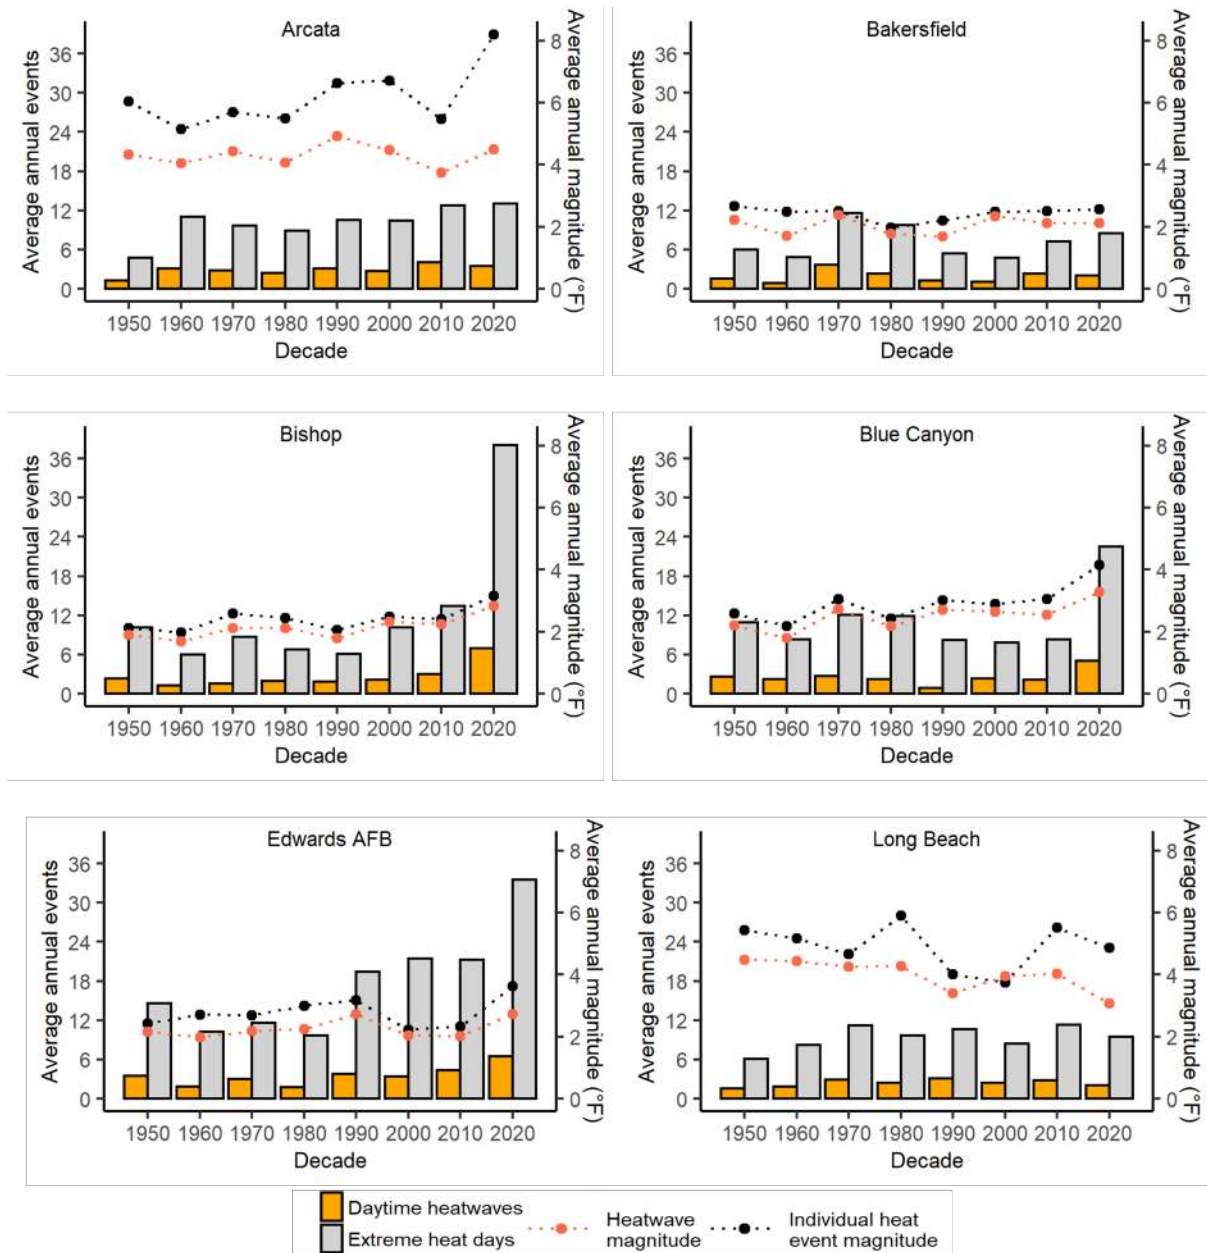 Arcata
Average annual events
36
30
24
18
12
6
0
8
6
4
2
0
Average annual magnitude (°F)
1950 1960 1970 1980 1990 2000 2010 2020
Decade
Bakersfield
Average annual events
36
30
24
18
12
6
0
8
6
4
2
0
Average annual magnitude (°F)
1950 1960 1970 1980 1990 2000 2010 2020
Decade
Bishop
Average annual events
36
30
24
18
12
6
0
8
6
4
2
0
Average annual magnitude (°F)
1950 1960 1970 1980 1990 2000 2010 2020
Decade
Blue Canyon
Average annual events
36
30
24
18
12
6
0
8
6
4
2
0
Average annual magnitude (°F)
1950 1960 1970 1980 1990 2000 2010 2020
Decade
Edwards AFB
Average annual events
36
30
24
18
12
6
0
8
6
4
2
0
Average annual magnitude (°F)
1950 1960 1970 1980 1990 2000 2010 2020
Decade
Long Beach
Average annual events
36
30
24
18
12
6
0
8
6
4
2
0
Average annual magnitude (°F)
1950 1960 1970 1980 1990 2000 2010 2020
Decade
Daytime heatwaves
Extreme heat days
Heatwave
magnitude
Individual heat
event magnitude